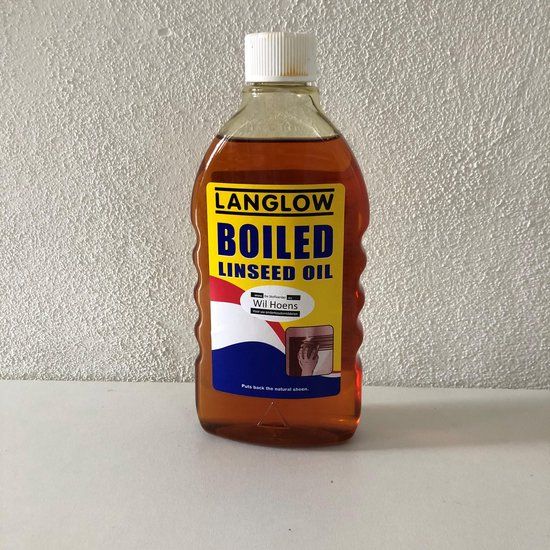 LANGLOW
BOILED
LINSEED OIL
Wil Hoens
Puts back the natural sheen.